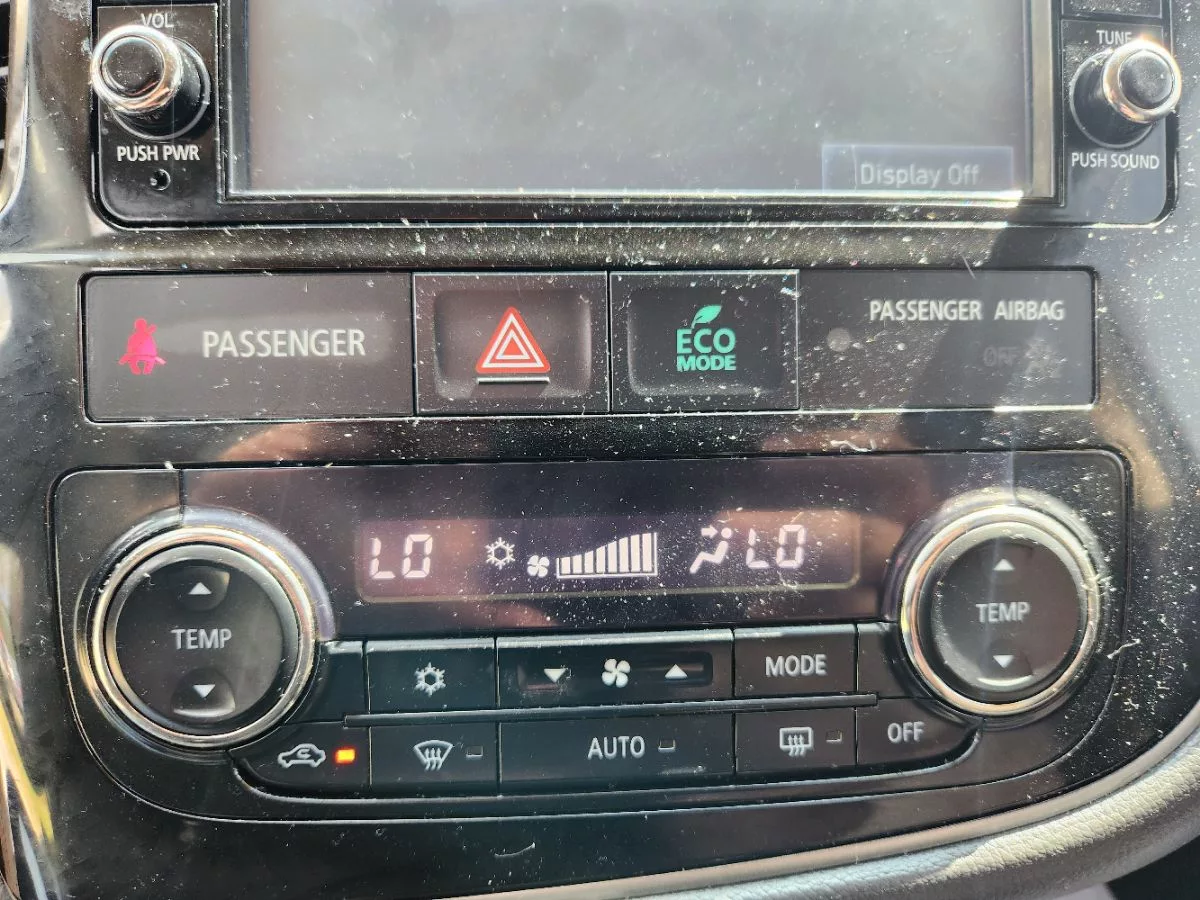 VOL
TUNE
PUSH PWR
PUSH SOUND
Display Off
PASSENGER
ECO
MODE
PASSENGER AIRBAG
OFF
LO
LO
TEMP
TEMP
MODE
AUTO
OFF